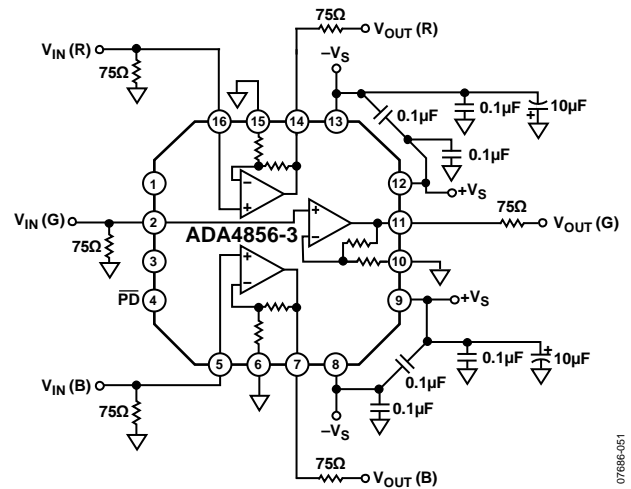 75Ω
VOUT (R)
VIN (R)
75Ω
–VS
0.1µF
0.1µF
+
10µF
0.1µF
16
15
14
13
–
+
1
12
+VS
VIN (G)
2
ADA4856-3
+
–
11
75Ω
VOUT (G)
75Ω
3
10
+
–
PD
4
9
+VS
0.1µF
+
10µF
0.1µF
5
6
7
8
VIN (B)
75Ω
0.1µF
–VS
75Ω
VOUT (B)
07686-051